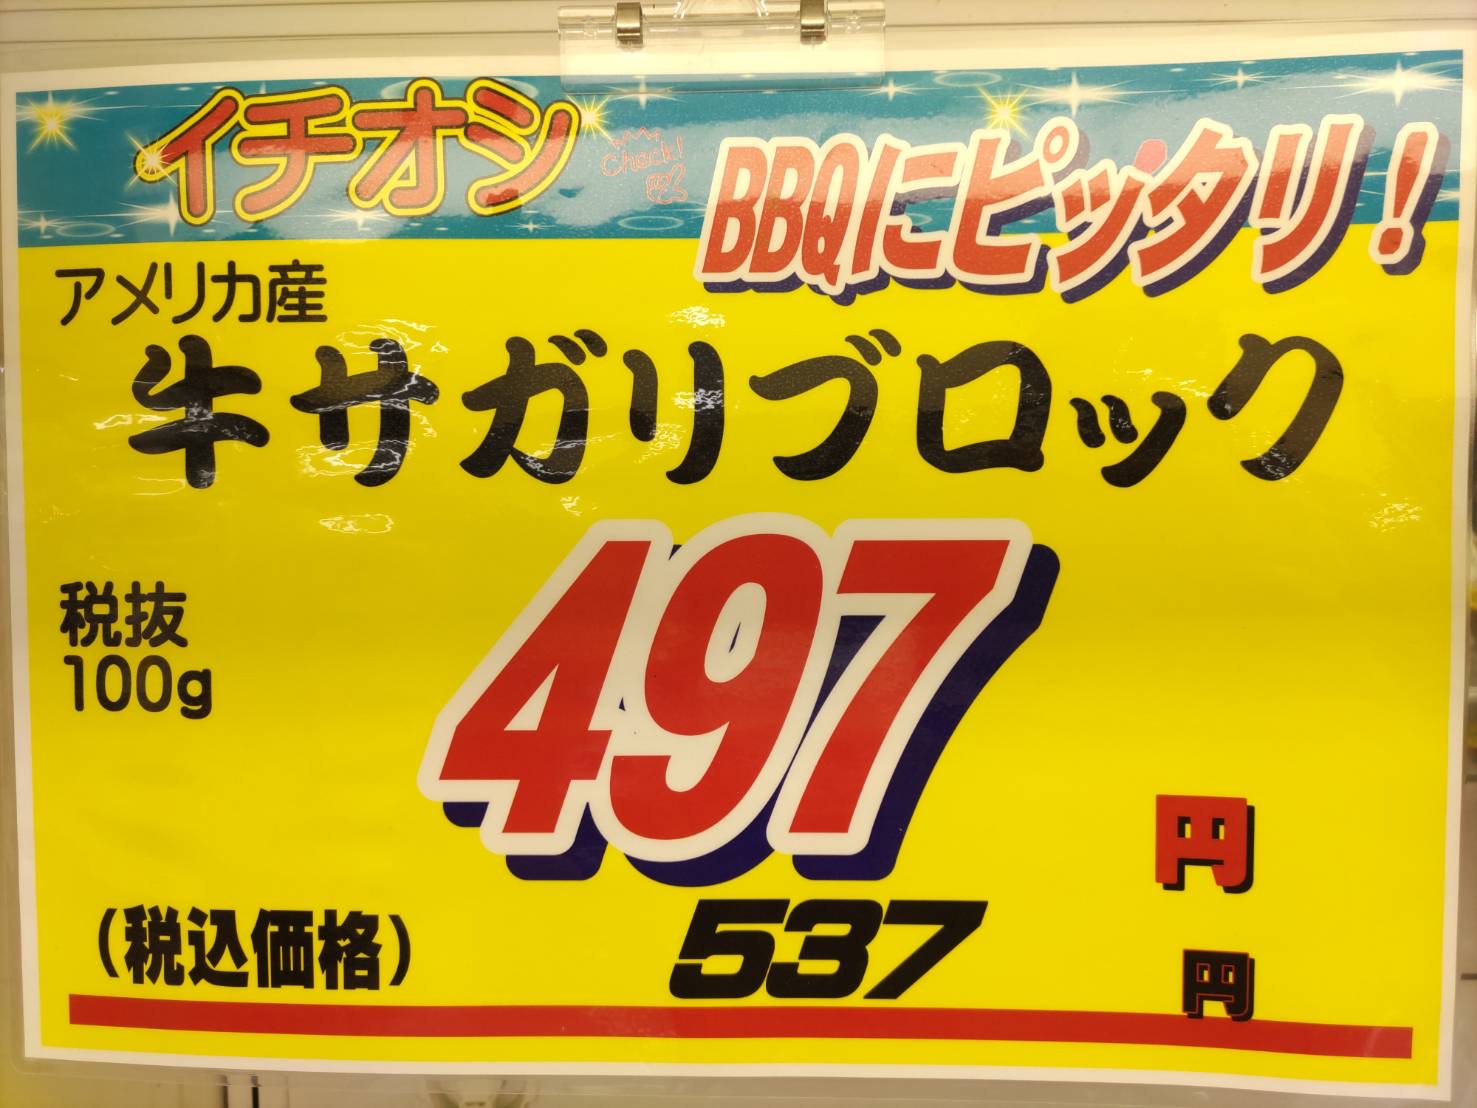 イチオシ
Check!
BBQにピッタリ!
アメリカ産
牛サガリブロック
税抜
100g
497
円
(税込価格)
537
円